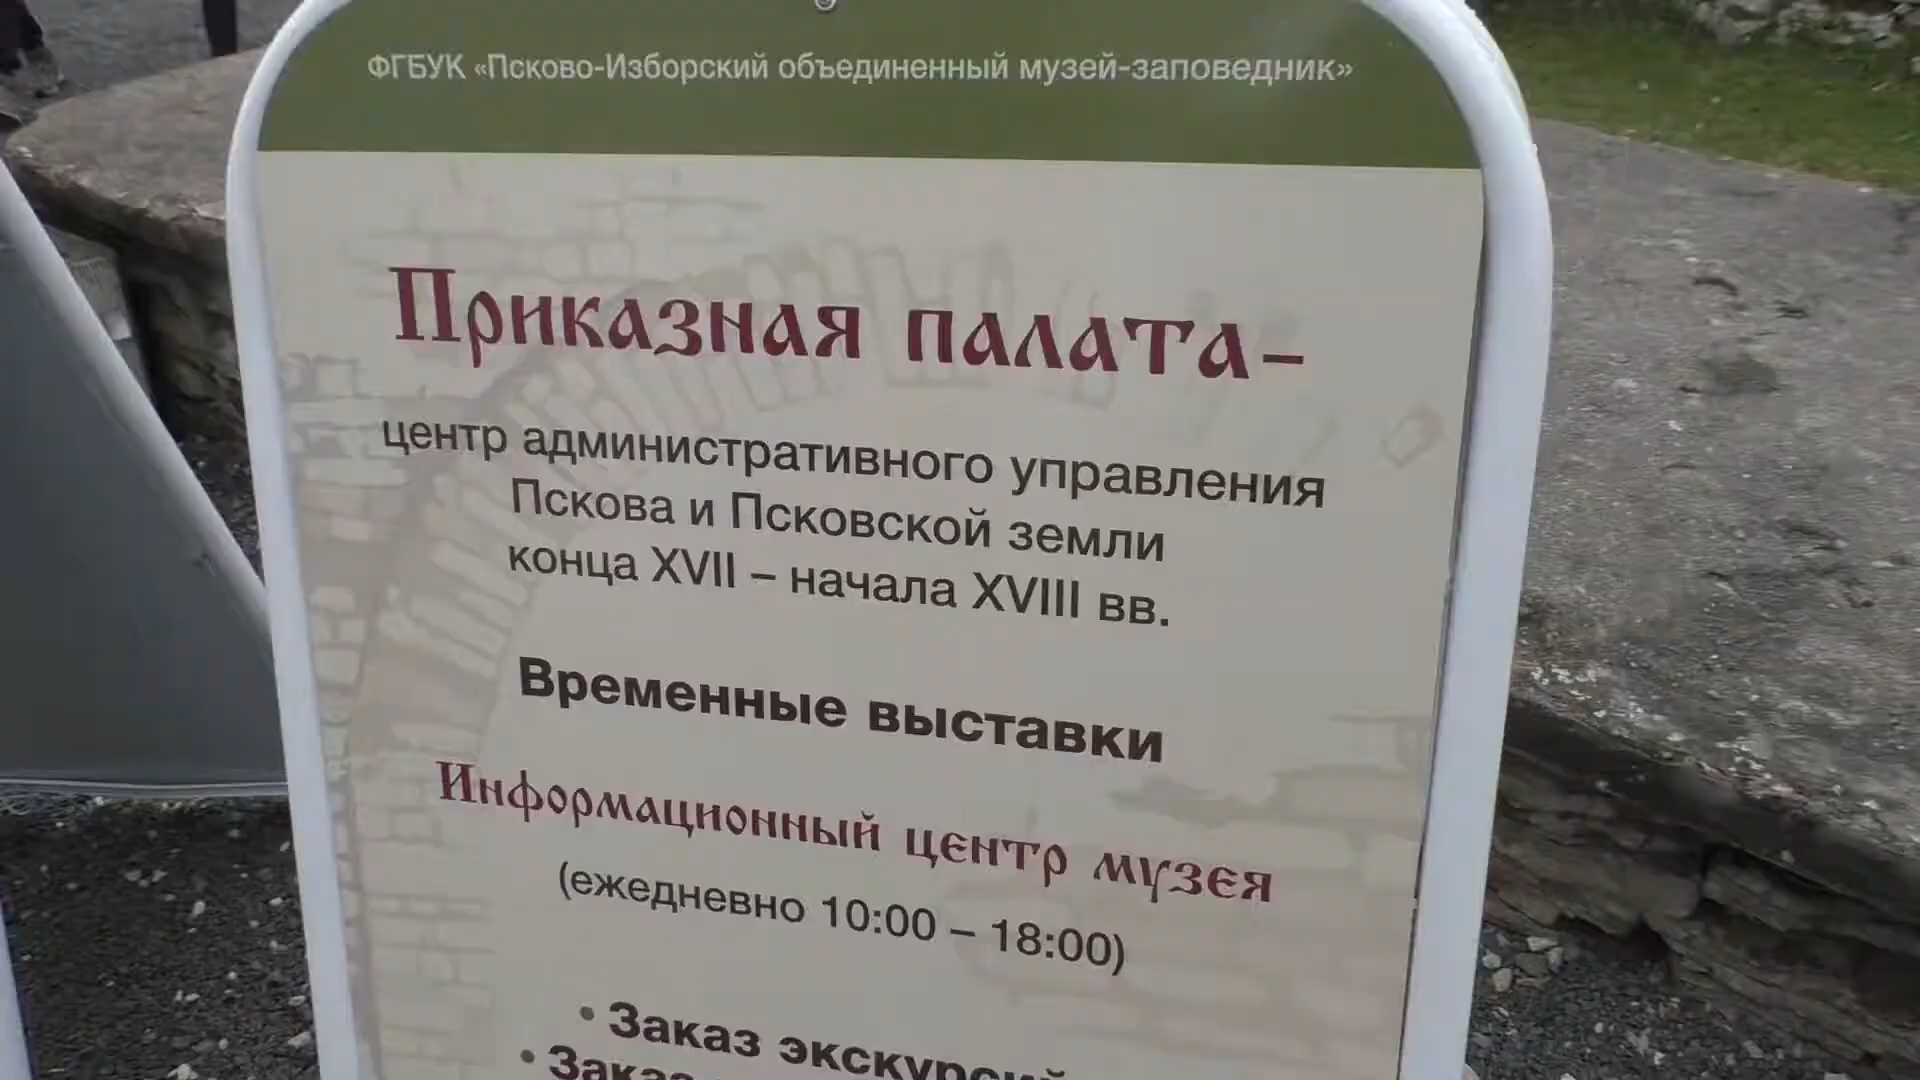 ФГБУК «Псково-Изборский объединенный музей-заповедник»
Приказная палата–
центр административного управления
Пскова и Псковской земли
конца XVII – начала XVIII вв.
Временные выставки
Информационный центр музея
(ежедневно 10:00 – 18:00)
• Заказ экскурсий
•